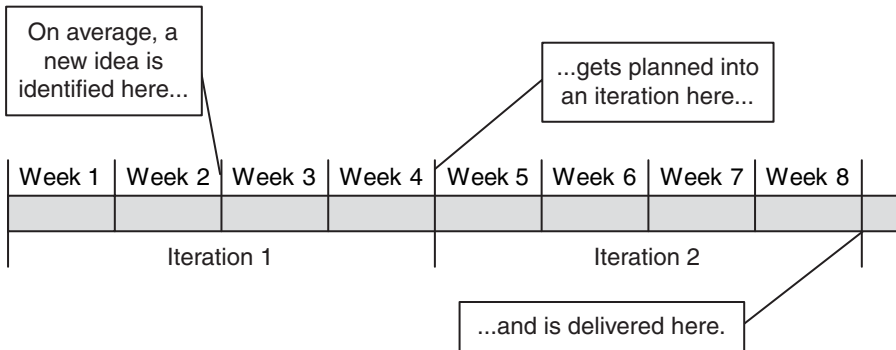 On average, a
new idea is
identified here...
...gets planned into
an iteration here...
Week 1 Week 2 Week 3 Week 4 Week 5 Week 6 Week 7 Week 8
Iteration 1 Iteration 2
...and is delivered here.